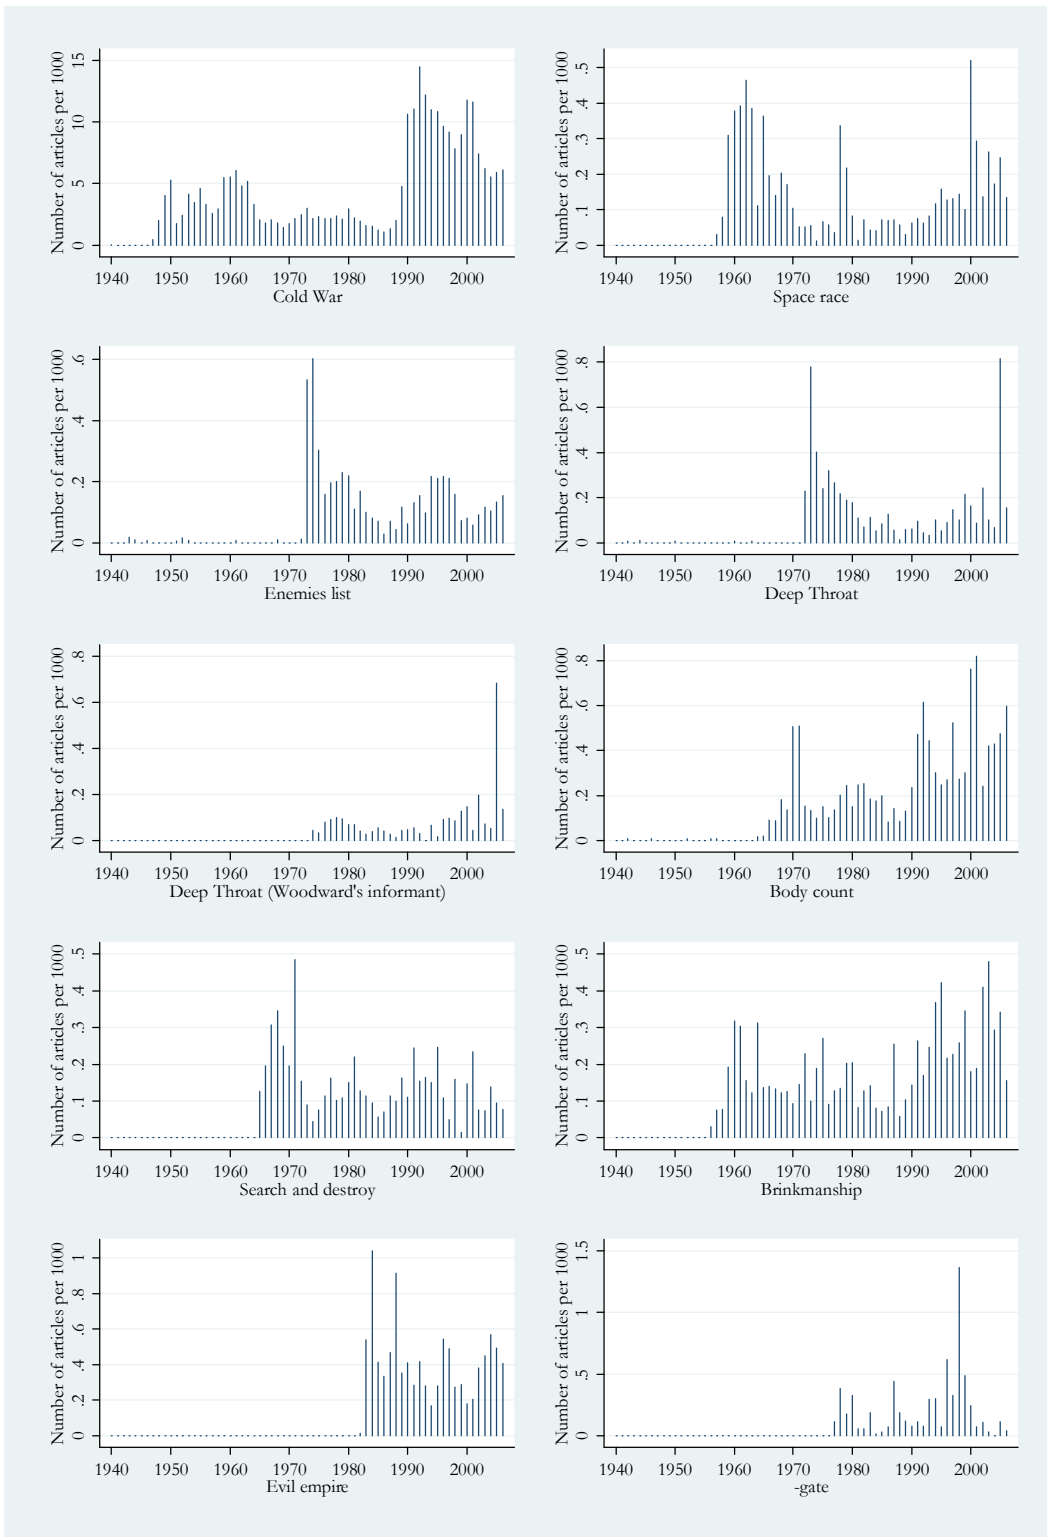 Number of articles per 1000
0 5 10 15
1940 1950 1960 1970 1980 1990 2000
Cold War
Number of articles per 1000
0 .1 .2 .3 .4 .5
1940 1950 1960 1970 1980 1990 2000
Space race
Number of articles per 1000
0 .2 .4 .6
1940 1950 1960 1970 1980 1990 2000
Enemies list
Number of articles per 1000
0 .2 .4 .6 .8
1940 1950 1960 1970 1980 1990 2000
Deep Throat
Number of articles per 1000
0 .2 .4 .6 .8
1940 1950 1960 1970 1980 1990 2000
Deep Throat (Woodward's informant)
Number of articles per 1000
0 .2 .4 .6 .8
1940 1950 1960 1970 1980 1990 2000
Body count
Number of articles per 1000
0 .1 .2 .3 .4 .5
1940 1950 1960 1970 1980 1990 2000
Search and destroy
Number of articles per 1000
0 .1 .2 .3 .4 .5
1940 1950 1960 1970 1980 1990 2000
Brinkmanship
Number of articles per 1000
0 .2 .4 .6 .8 1
1940 1950 1960 1970 1980 1990 2000
Evil empire
Number of articles per 1000
0 .5 1 1.5
1940 1950 1960 1970 1980 1990 2000
-gate